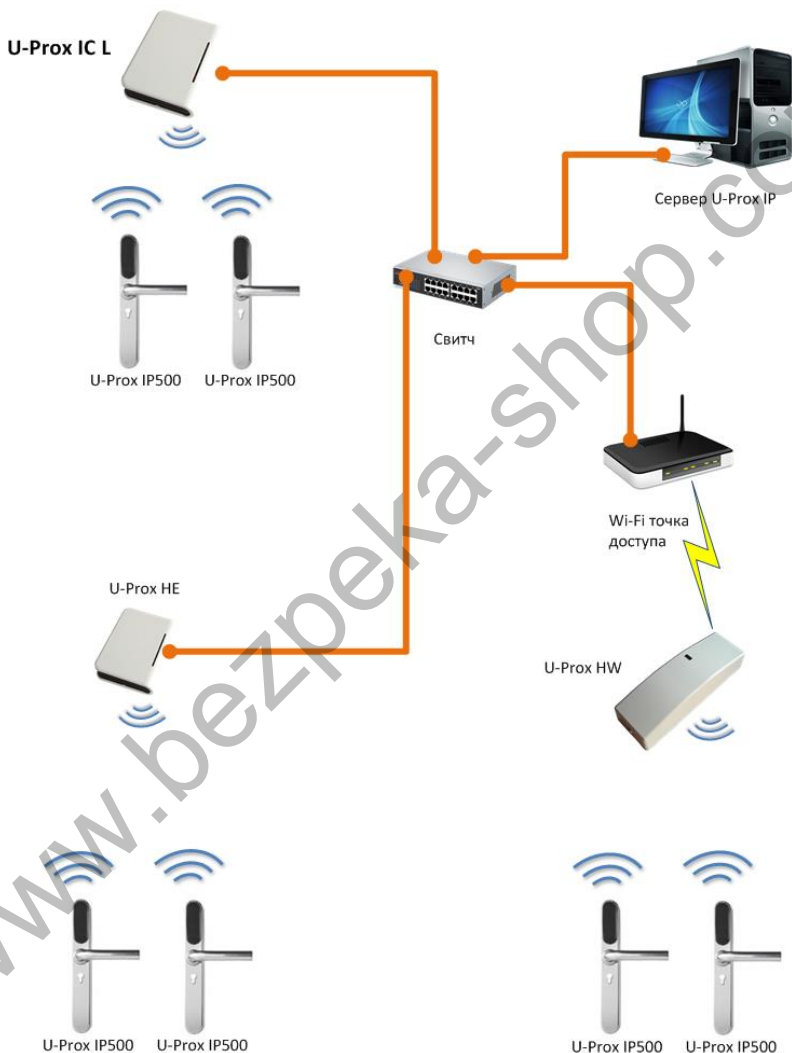 U-Prox IC L
Сервер U-Prox IP
Свитч
U-Prox IP500
U-Prox IP500
Wi-Fi точка
доступа
U-Prox HE
U-Prox HW
U-Prox IP500
U-Prox IP500
U-Prox IP500
U-Prox IP500
www.bezpeka-shop.co